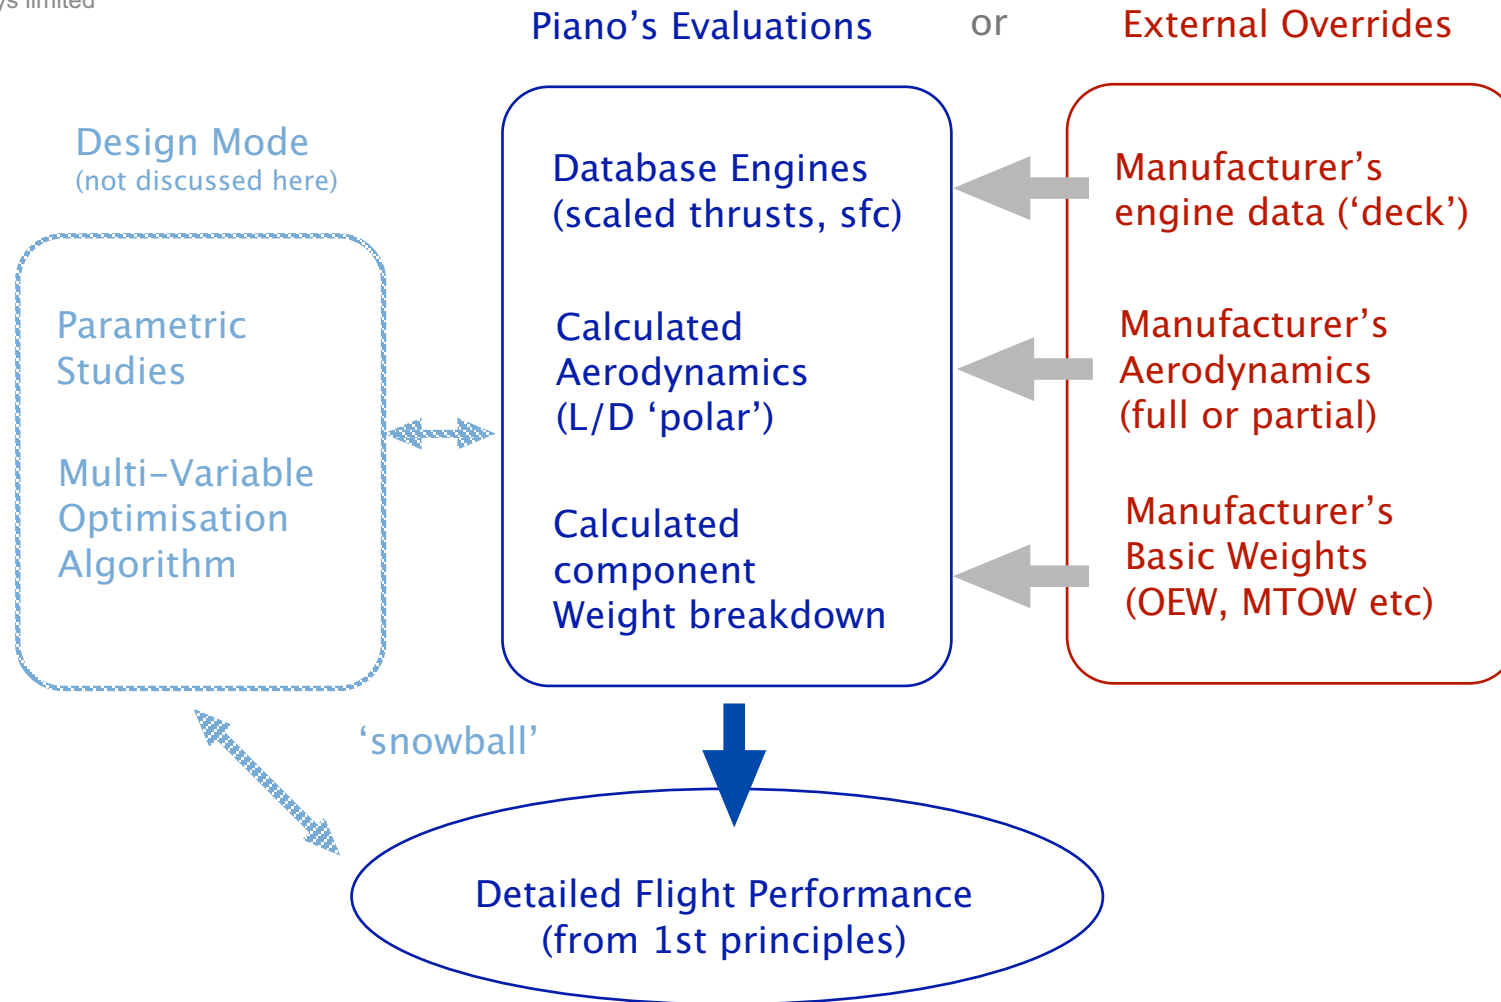 limited
Piano’s Evaluations
or
External Overrides
Design Mode
(not discussed here)
Parametric
Studies
Multi-Variable
Optimisation
Algorithm
Database Engines
(scaled thrusts, sfc)
Calculated
Aerodynamics
(L/D ‘polar’)
Calculated
component
Weight breakdown
Manufacturer’s
engine data (‘deck’)
Manufacturer’s
Aerodynamics
(full or partial)
Manufacturer’s
Basic Weights
(OEW, MTOW etc)
‘snowball’
Detailed Flight Performance
(from 1st principles)